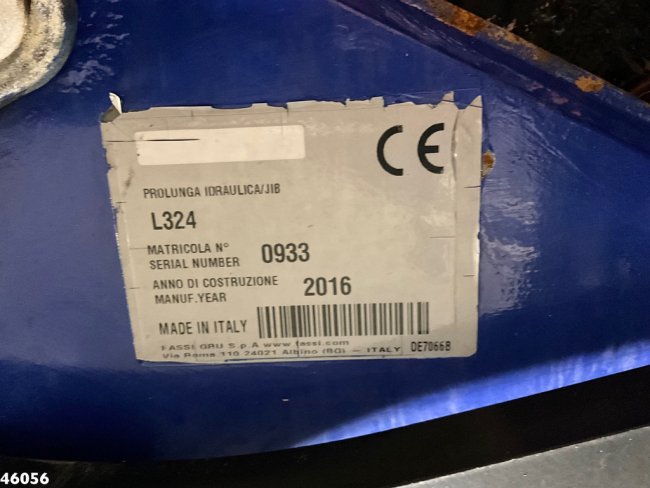 CE
PROLUNGA IDRAULICA/JIB
L324
MATRICOLA N°
SERIAL NUMBER 0933
ANNO DI COSTRUZIONE
MANUF.YEAR 2016
MADE IN ITALY
FASSI GRU S.p.A www.fassi.com
Via Roma 110 24021 Albino (BG) - ITALY DE7066B
46056